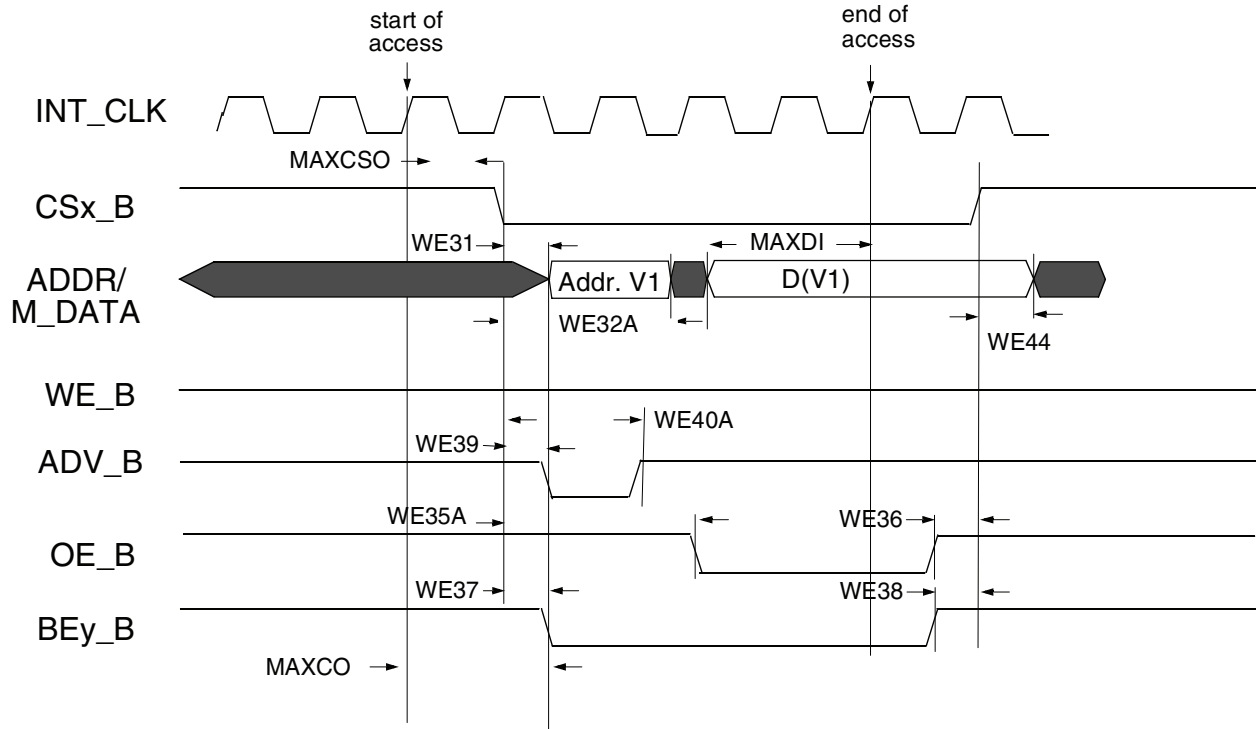 start of
access
end of
access
INT_CLK
MAXCSO
CSx_B
WE31
MAXDI
ADDR/
M_DATA
Addr. V1
D(V1)
WE32A
WE44
WE_B
WE40A
WE39
ADV_B
WE35A
WE36
OE_B
WE37
WE38
BEy_B
MAXCO